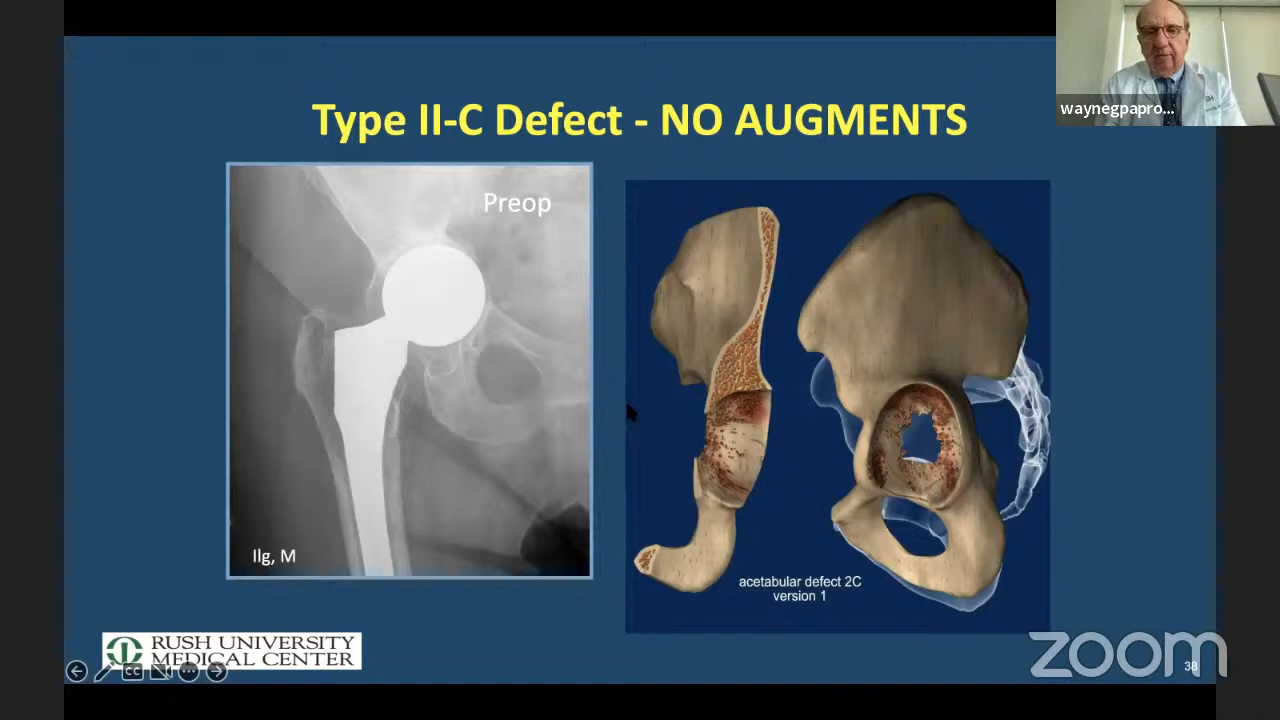 Type II-C Defect - NO AUGMENTS
waynegpapro...
Preop
Ilg, M
acetabular defect 2C
version 1
RUSH UNIVERSITY
MEDICAL CENTER
CC
zoom
38